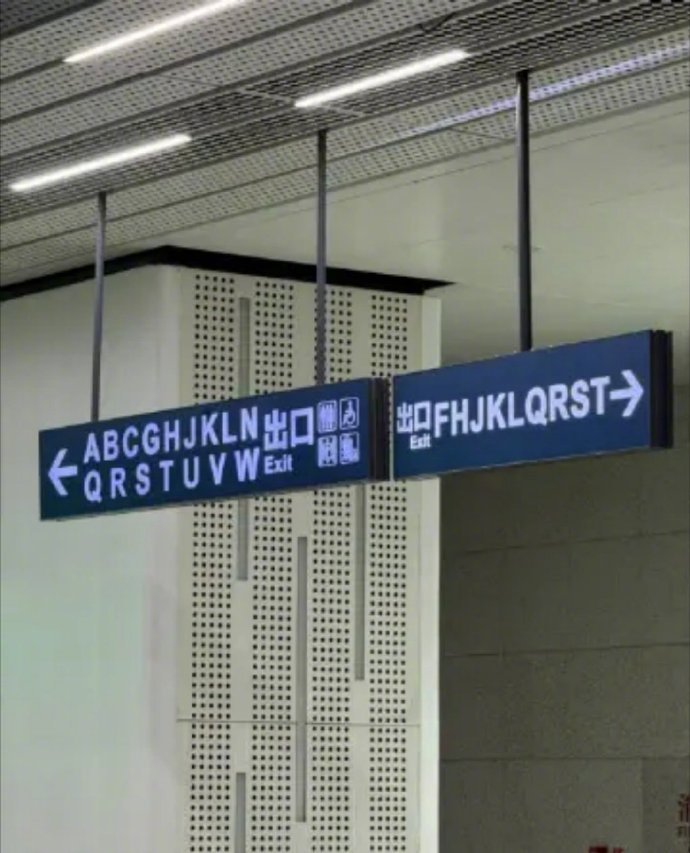 ABCGHJKLN
QRSTUVW
出口
Exit
出口
Exit
FHJKLQRST